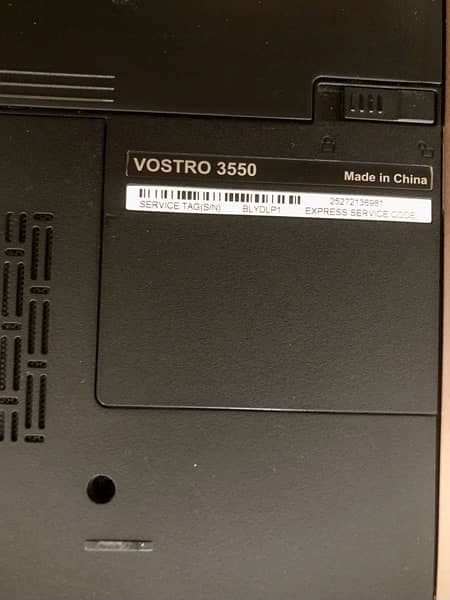 VOSTRO 3550
Made in China
25272136981
SERVICE TAG(S/N) BLYDLP1 EXPRESS SERVICE CODE